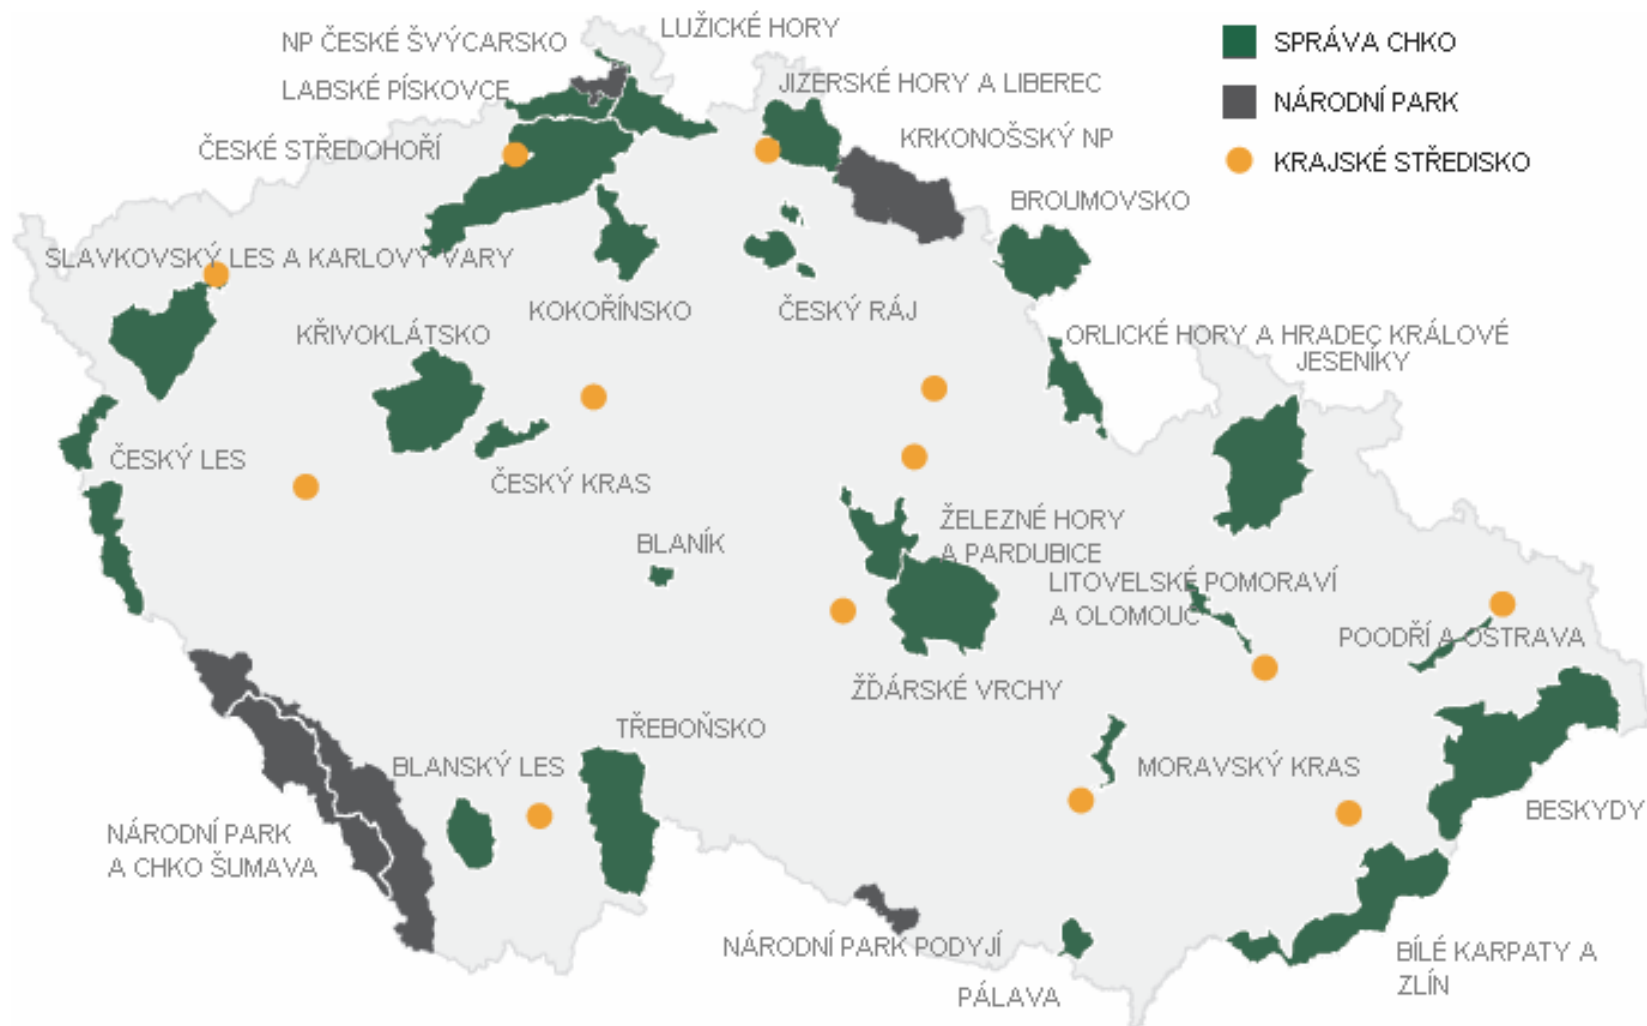 LUŽICKÉ HORY
NP ČESKÉ ŠVÝCARSKO
SPRÁVA CHKO
LABSKÉ PÍSKOVCE
JIZERSKÉ HORY A LIBEREC
NÁRODNÍ PARK
ČESKÉ STŘEDOHOŘÍ
KRKONOŠSKÝ NP
KRAJSKÉ STŘEDISKO
BROUMOVSKO
SLAVKOVSKÝ LES A KARLOVÝ VARY
KOKOŘÍNSKO
ČESKÝ RÁJ
KŘIVOKLÁTSKO
ORLICKÉ HORY A HRADEC KRÁLOVÉ
JESENÍKY
ČESKÝ LES
ČESKÝ KRAS
BLANÍK
ŽELEZNÉ HORY
A PARDUBICE
LITOVELSKÉ POMORAVÍ
A OLOMOUC
POODŘÍ A OSTRAVA
ŽĎÁRSKÉ VRCHY
TŘEBOŇSKO
BLANSKÝ LES
MORAVSKÝ KRAS
BESKYDY
NÁRODNÍ PARK
A CHKO ŠUMAVA
NÁRODNÍ PARK PODYJÍ
PÁLAVA
BÍLÉ KARPATY A
ZLÍN